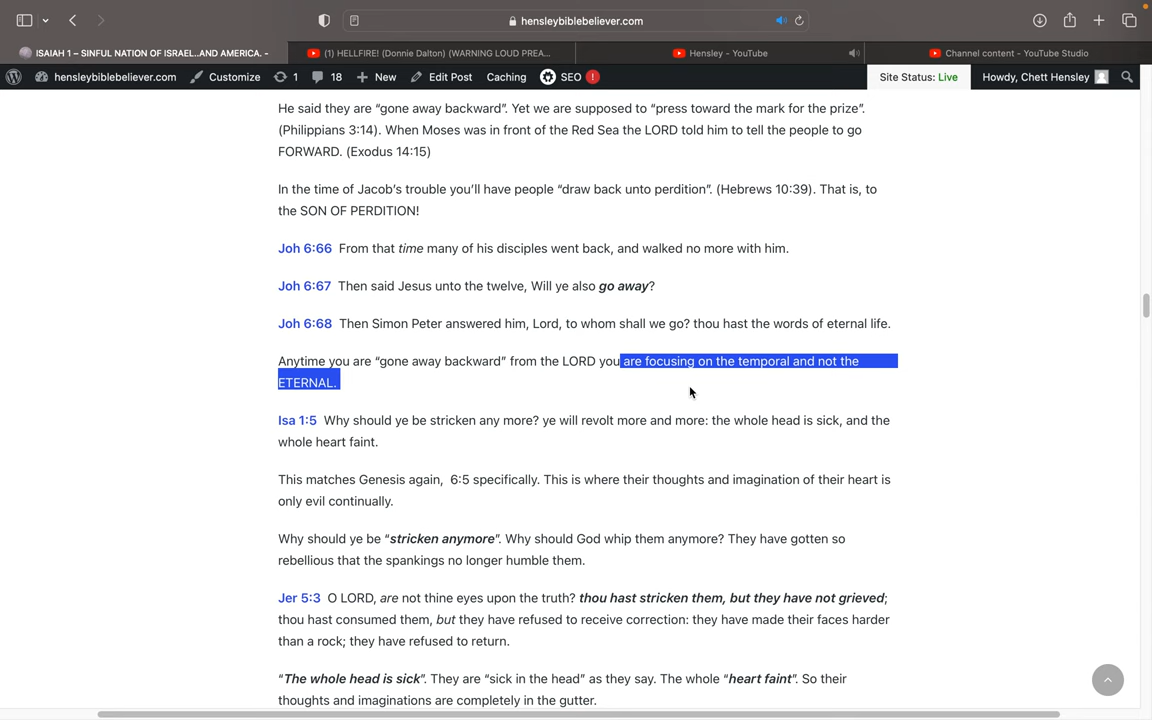 hensleybiblebeliever.com
ISAIAH 1 – SINFUL NATION OF ISRAEL..AND AMERICA. -
(1) HELLFIRE! (Donnie Dalton) (WARNING LOUD PREA...
Hensley - YouTube
Channel content - YouTube Studio
hensleybiblebeliever.com
Customize
1
18
New
Edit Post
Caching
SEO
!
Site Status: Live
Howdy, Chett Hensley
He said they are “gone away backward”. Yet we are supposed to “press toward the mark for the prize”.
(Philippians 3:14). When Moses was in front of the Red Sea the LORD told him to tell the people to go
FORWARD. (Exodus 14:15)
In the time of Jacob’s trouble you’ll have people “draw back unto perdition”. (Hebrews 10:39). That is, to
the SON OF PERDITION!
Joh 6:66 From that time many of his disciples went back, and walked no more with him.
Joh 6:67 Then said Jesus unto the twelve, Will ye also go away?
Joh 6:68 Then Simon Peter answered him, Lord, to whom shall we go? thou hast the words of eternal life.
Anytime you are “gone away backward” from the LORD you are focusing on the temporal and not the
ETERNAL.
Isa 1:5 Why should ye be stricken any more? ye will revolt more and more: the whole head is sick, and the
whole heart faint.
This matches Genesis again, 6:5 specifically. This is where their thoughts and imagination of their heart is
only evil continually.
Why should ye be “stricken anymore”. Why should God whip them anymore? They have gotten so
rebellious that the spankings no longer humble them.
Jer 5:3 O LORD, are not thine eyes upon the truth? thou hast stricken them, but they have not grieved;
thou hast consumed them, but they have refused to receive correction: they have made their faces harder
than a rock; they have refused to return.
“The whole head is sick”. They are “sick in the head” as they say. The whole “heart faint”. So their
thoughts and imaginations are completely in the gutter.